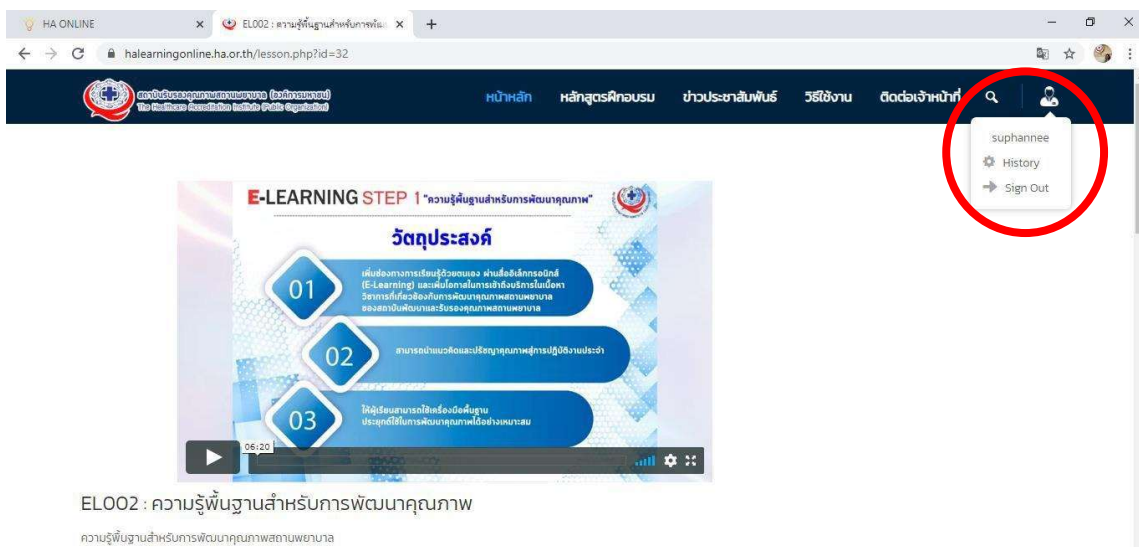 HA ONLINE
EL002 : ความรู้พื้นฐานสำหรับการพัฒ
halearningonline.ha.or.th/lesson.php?id=32
สถาบันรับรองคุณภาพสถานพยาบาล (องค์การมหาชน)
The Healthcare Accreditation Institute (Public Organization)
หน้าหลัก หลักสูตรฝึกอบรม ข่าวประชาสัมพันธ์ วิธีใช้งาน ติดต่อเจ้าหน้าที่
suphannee
History
Sign Out
E-LEARNING STEP 1 "ความรู้พื้นฐานสำหรับการพัฒนาคุณภาพ"
วัตถุประสงค์
01
เพิ่มช่องทางการเรียนรู้ด้วยตนเอง ผ่านสื่ออิเล็กทรอนิกส์
(E-Learning) และเพิ่มโอกาสในการเข้าถึงบริการในเนื้อหา
วิชาการที่เกี่ยวข้องกับการพัฒนาคุณภาพสถานพยาบาล
ของสถาบันพัฒนาและรับรองคุณภาพสถานพยาบาล
02
สามารถนำแนวคิดและปรัชญาคุณภาพสู่การปฏิบัติงานประจำ
03
ให้ผู้เรียนสามารถใช้เครื่องมือพื้นฐาน
ประยุกต์ใช้ในการพัฒนาคุณภาพได้อย่างเหมาะสม
06:20
EL002 : ความรู้พื้นฐานสำหรับการพัฒนาคุณภาพ
ความรู้พื้นฐานสำหรับการพัฒนาคุณภาพสถานพยาบาล